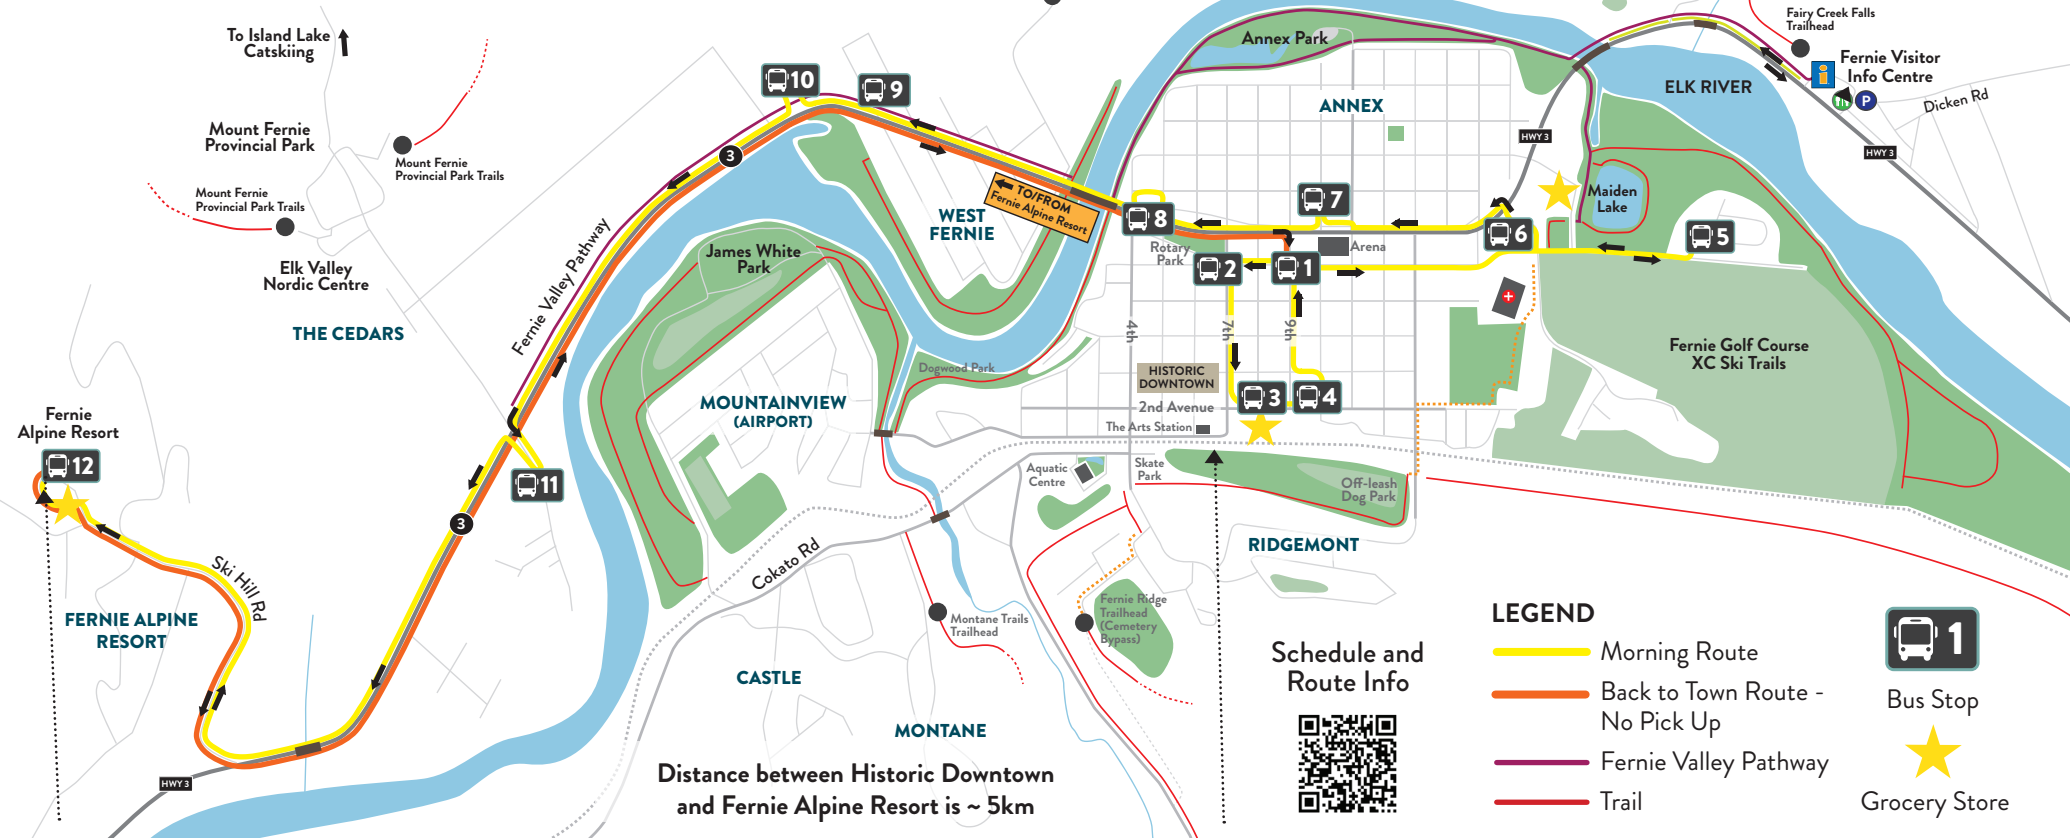 To Island Lake
Catskiing
Mount Fernie
Provincial Park
Mount Fernie
Provincial Park Trails
Mount Fernie
Provincial Park Trails
Elk Valley
Nordic Centre
THE CEDARS
Fernie Valley Pathway
10
9
3
TO/FROM
Fernie Alpine Resort
WEST
FERNIE
James White
Park
Annex Park
ANNEX
HWY 3
ELK RIVER
Fairy Creek Falls
Trailhead
Fernie Visitor
Info Centre
i
P
Dicken Rd
HWY 3
Maiden
Lake
8
7
6
5
Rotary
Park
Arena
2
1
4th
7th
9th
Dogwood Park
HISTORIC
DOWNTOWN
3
4
2nd Avenue
The Arts Station
Fernie Golf Course
XC Ski Trails
MOUNTAINVIEW
(AIRPORT)
Fernie
Alpine Resort
12
11
3
Aquatic
Centre
Skate
Park
Off-leash
Dog Park
RIDGEMONT
Cokato Rd
Ski Hill Rd
FERNIE ALPINE
RESORT
Montane Trails
Trailhead
Fernie Ridge
Trailhead
(Cemetery
Bypass)
CASTLE
MONTANE
HWY 3
Distance between Historic Downtown
and Fernie Alpine Resort is ~ 5km
Schedule and
Route Info
LEGEND
Morning Route
Back to Town Route -
No Pick Up
Fernie Valley Pathway
Trail
1
Bus Stop
Grocery Store